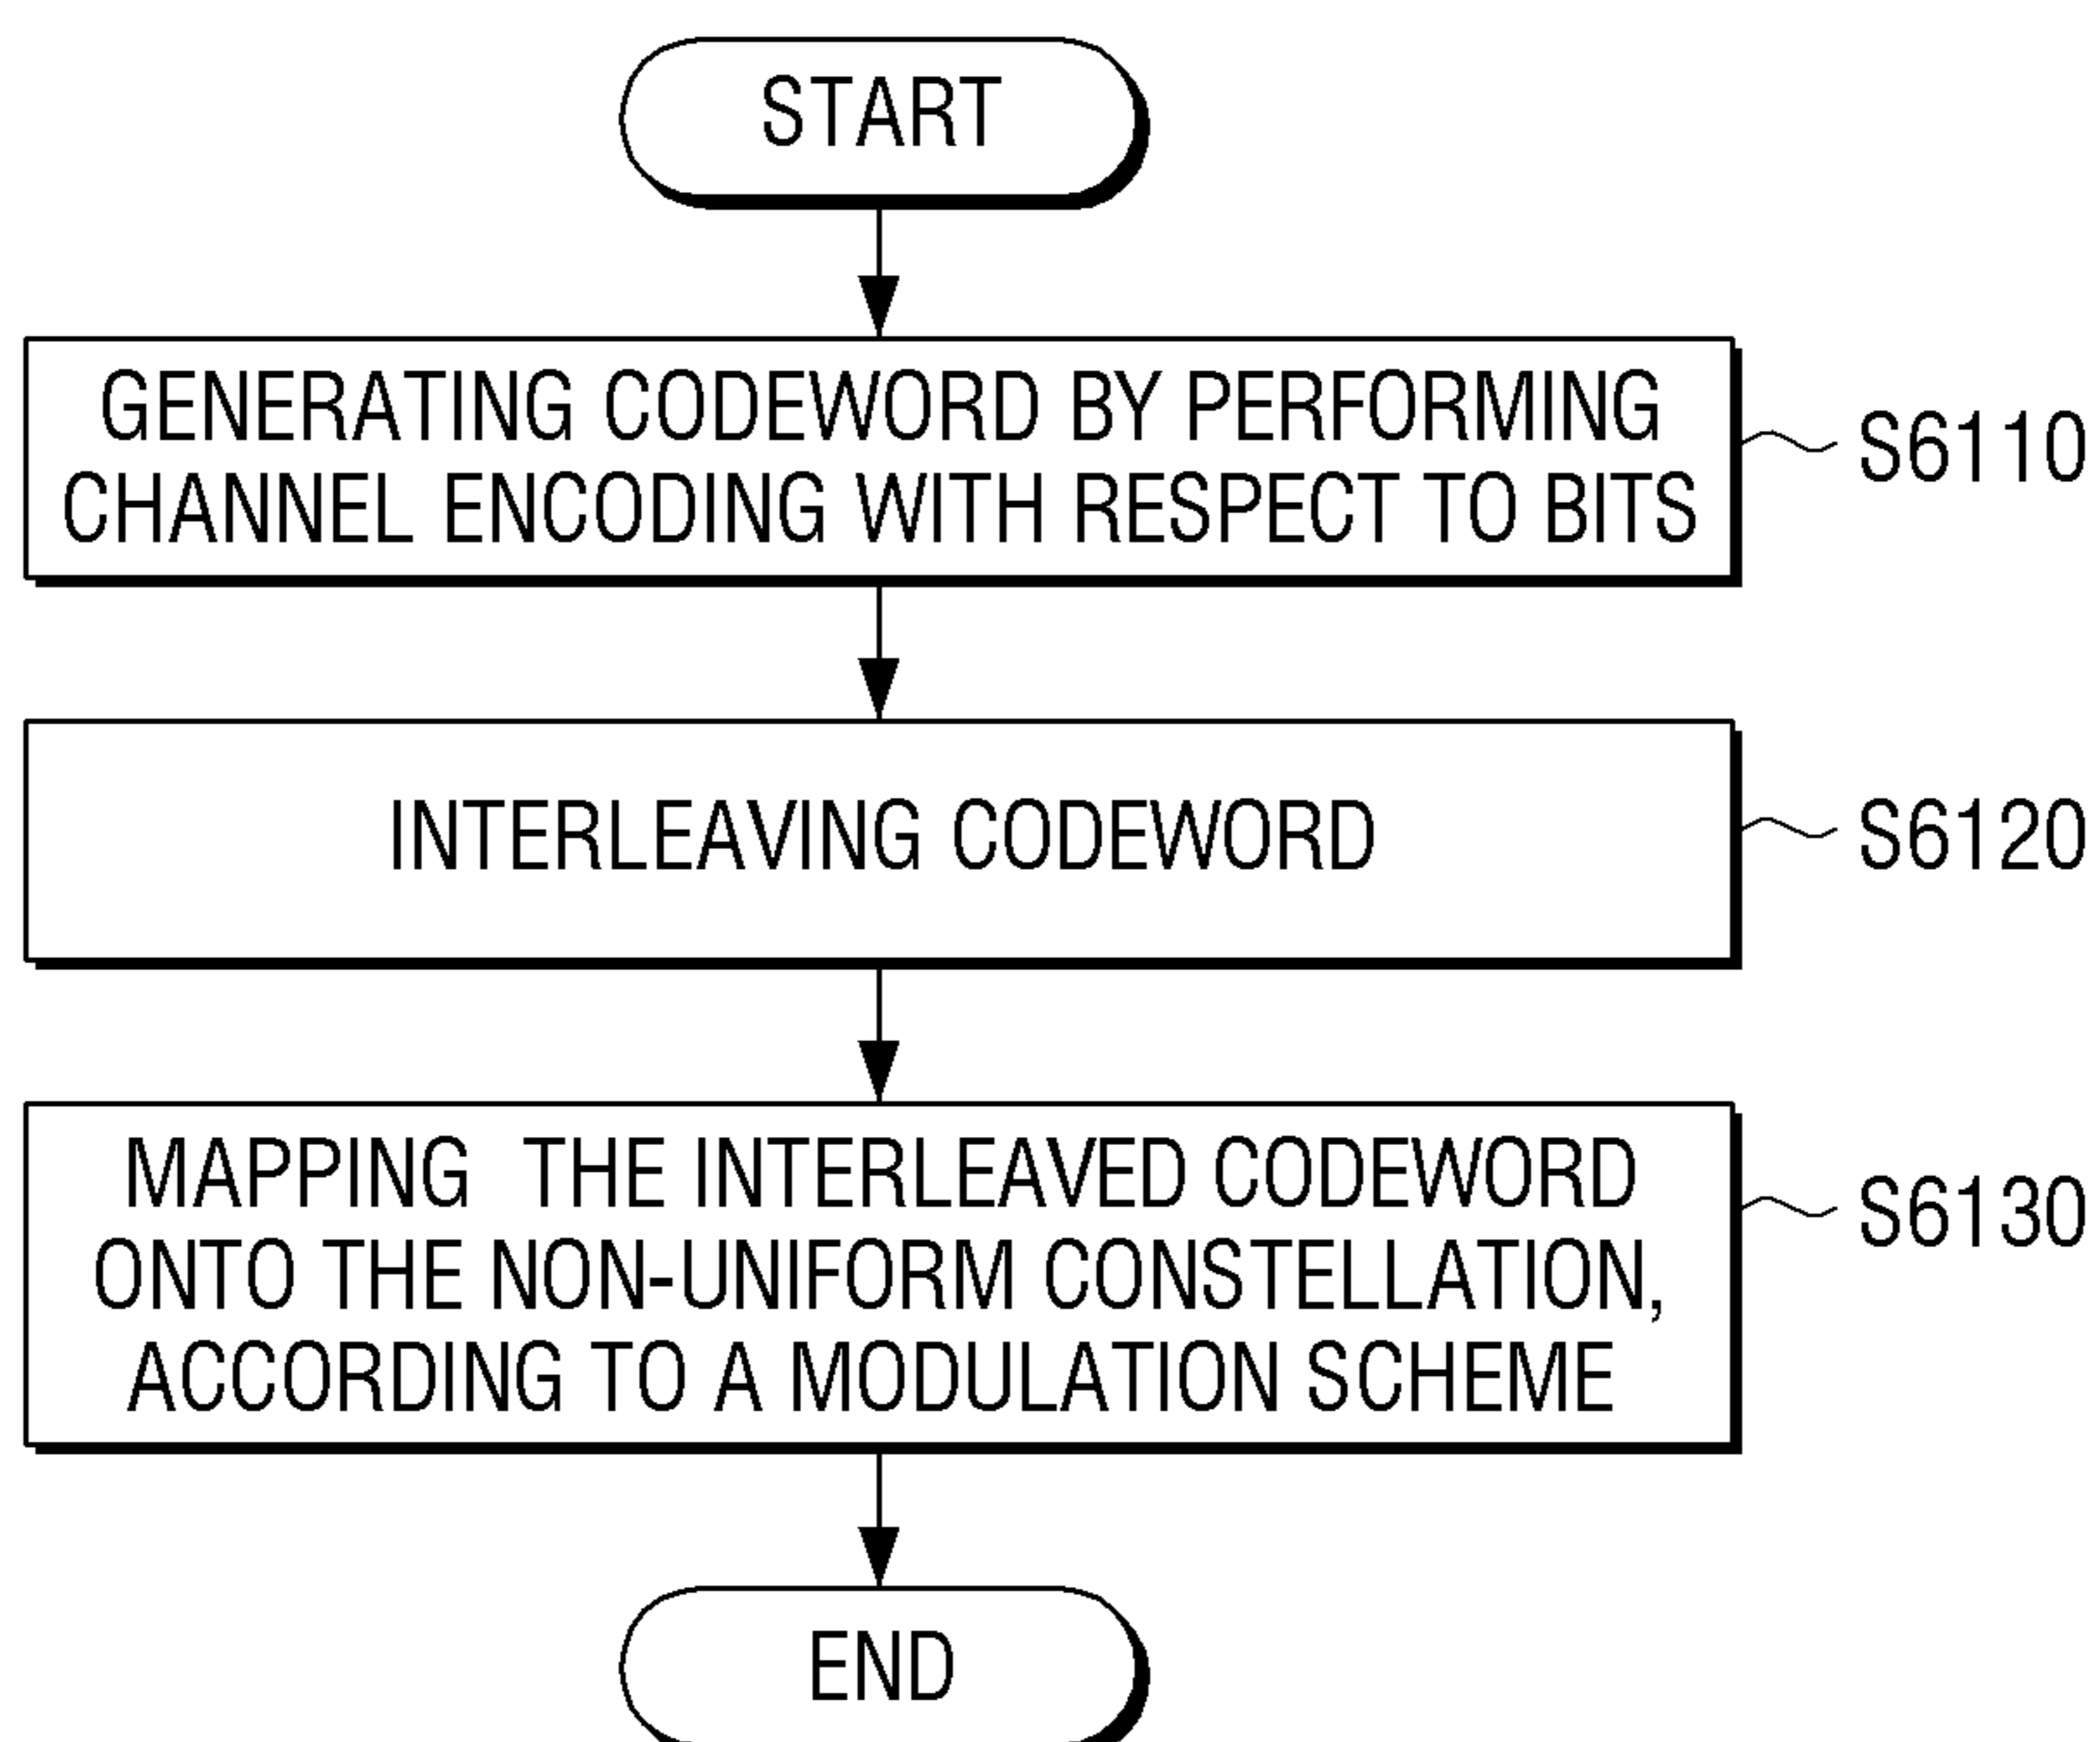 START
GENERATING CODEWORD BY PERFORMING
CHANNEL ENCODING WITH RESPECT TO BITS
S6110
INTERLEAVING CODEWORD
S6120
MAPPING THE INTERLEAVED CODEWORD
ONTO THE NON-UNIFORM CONSTELLATION,
ACCORDING TO A MODULATION SCHEME
S6130
END